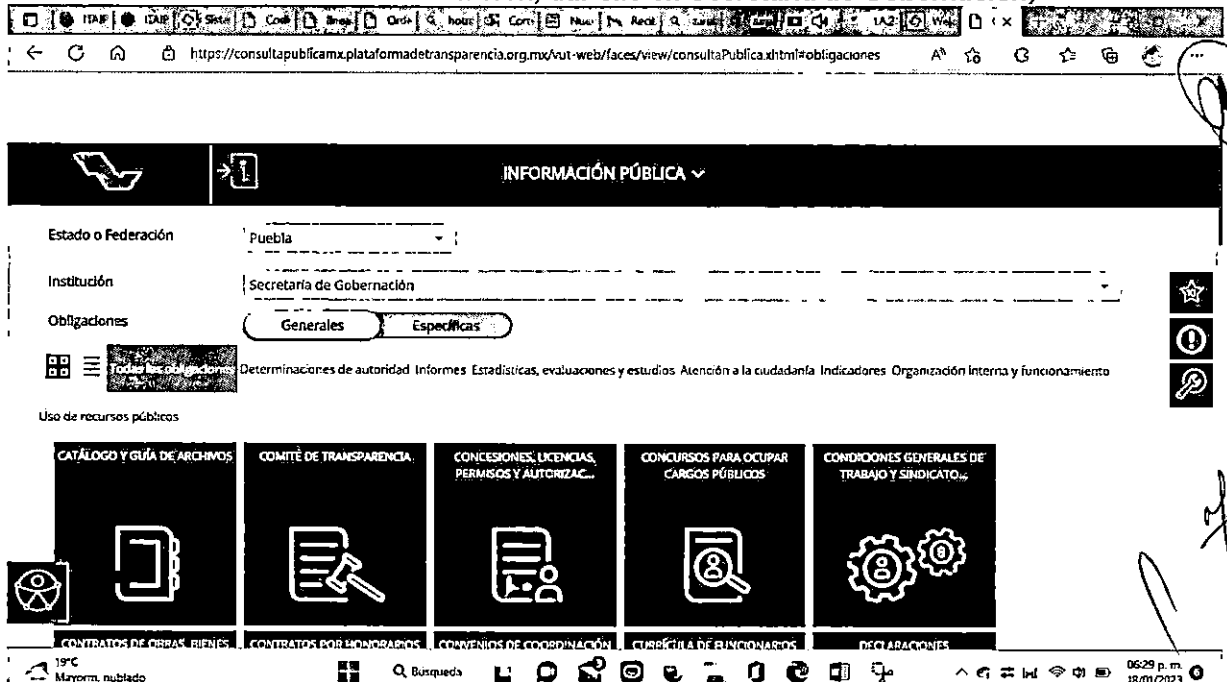 https://consultapublicamx.plataformadetransparencia.org.mx/vut-web/faces/view/consultaPublica.xhtml#obligaciones
INFORMACIÓN PÚBLICA
Estado o Federación
Puebla
Institución
Secretaría de Gobernación
Obligaciones
Generales Específicas
Todas las obligaciones Determinaciones de autoridad Informes Estadísticas, evaluaciones y estudios Atención a la ciudadanía Indicadores Organización interna y funcionamiento
Uso de recursos públicos
CATÁLOGO Y GUÍA DE ARCHIVOS COMITÉ DE TRANSPARENCIA CONCESIONES, LICENCIAS, CONCURSOS PARA OCUPAR CONDICIONES GENERALES DE
PERMISOS Y AUTORIZAC... CARGOS PÚBLICOS TRABAJO Y SINDICATO...
CONTRATOS DE OBRAS, BIENES CONTRATOS POR HONORARIOS CONVENIOS DE COORDINACIÓN CURRÍCULA DE FUNCIONARIOS DECLARACIONES
19°C
Mayorm. nublado
Búsqueda
06:29 p. m.
18/01/2023